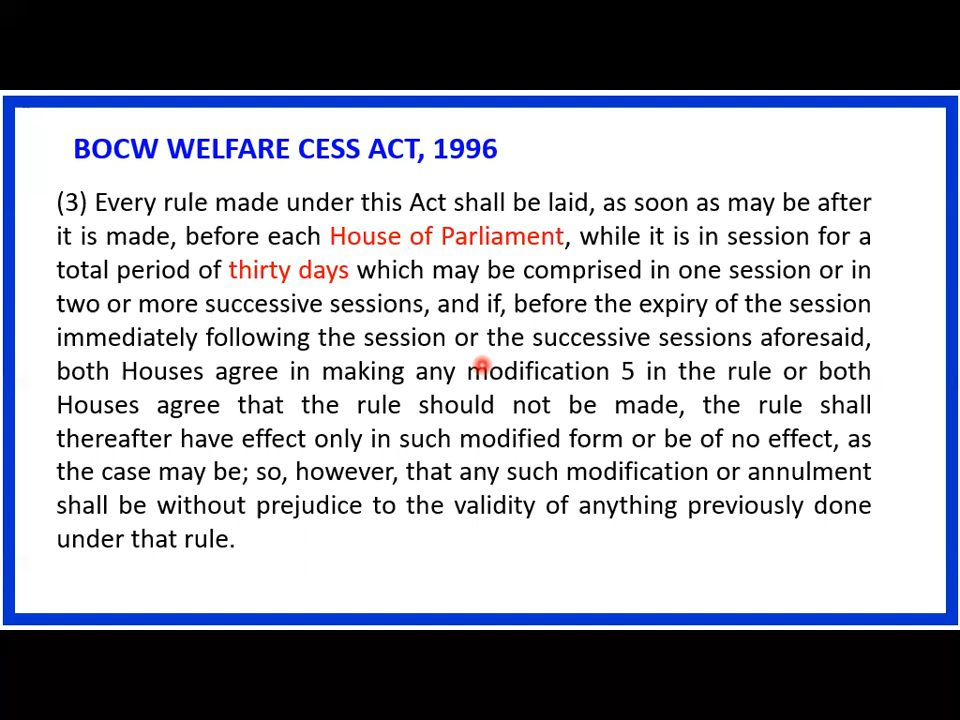 BOCW WELFARE CESS ACT, 1996
(3) Every rule made under this Act shall be laid, as soon as may be after
it is made, before each House of Parliament, while it is in session for a
total period of thirty days which may be comprised in one session or in
two or more successive sessions, and if, before the expiry of the session
immediately following the session or the successive sessions aforesaid,
both Houses agree in making any modification 5 in the rule or both
Houses agree that the rule should not be made, the rule shall
thereafter have effect only in such modified form or be of no effect, as
the case may be; so, however, that any such modification or annulment
shall be without prejudice to the validity of anything previously done
under that rule.